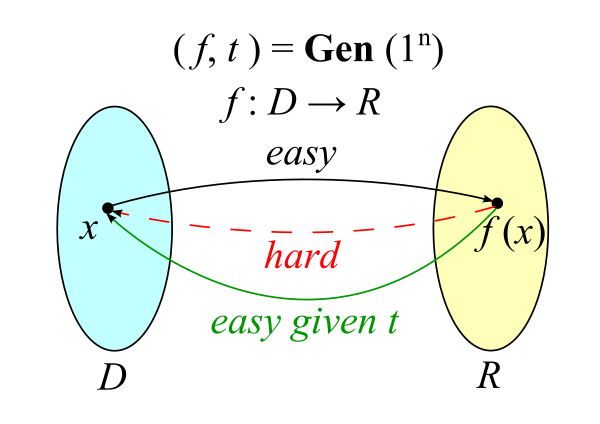 (f, t) = Gen (1ⁿ)
f : D → R
easy
x
f (x)
hard
easy given t
D
R